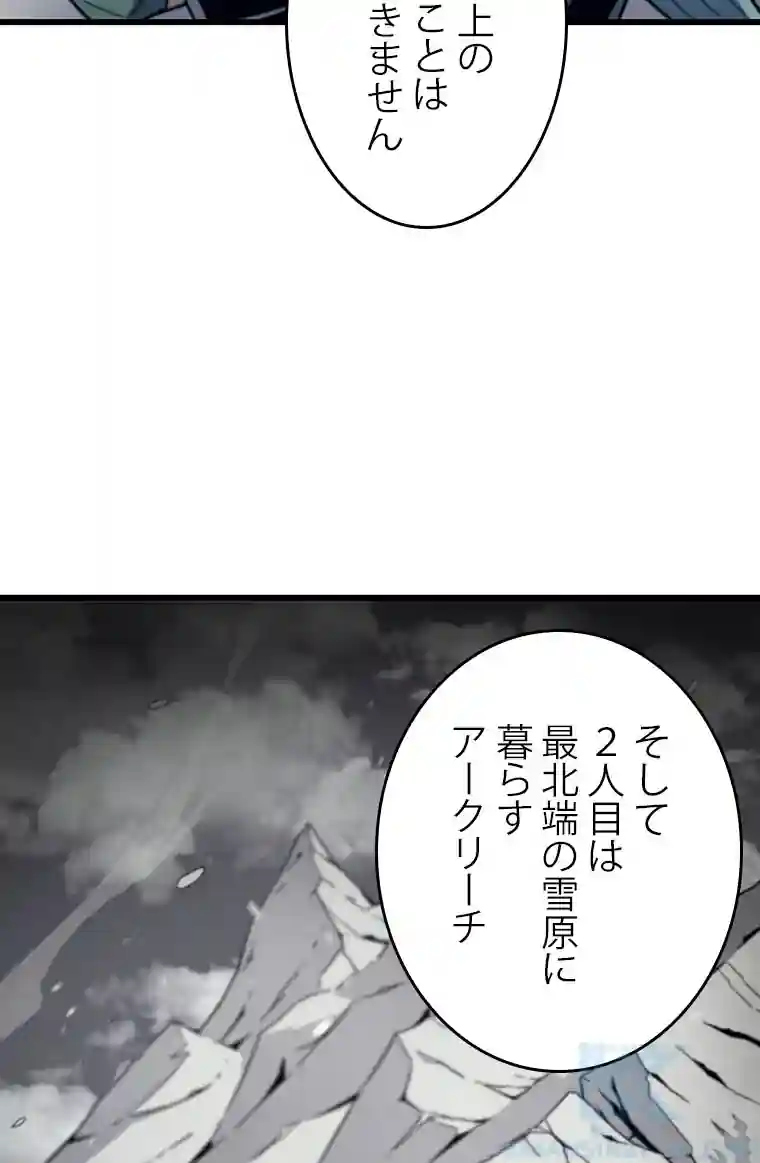 上の
ことは
きません
そして
２人目は
最北端の雪原に
暮らす
アークリーチ